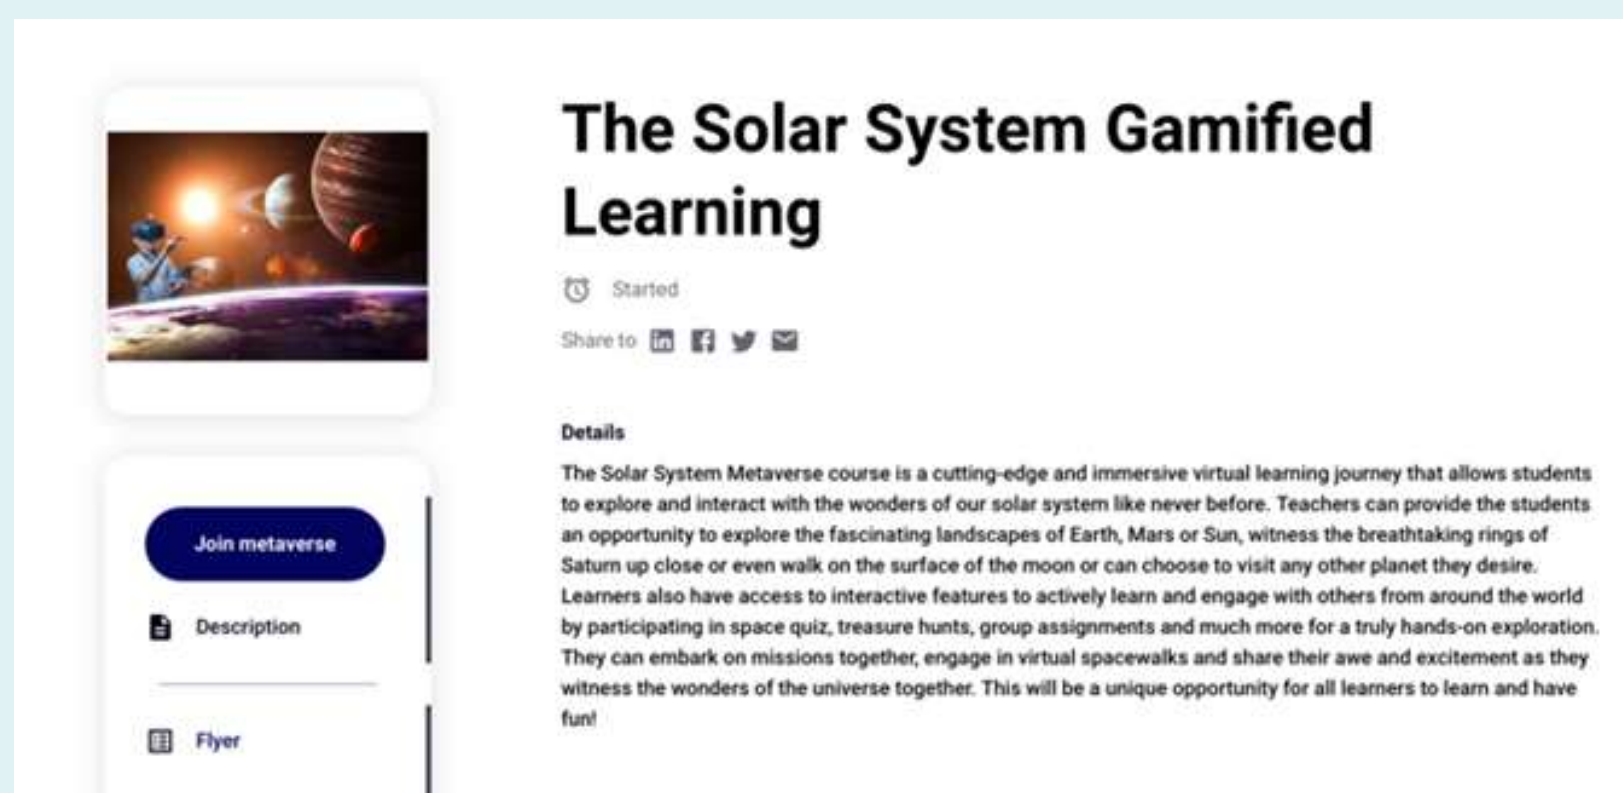 The Solar System Gamified
Learning
Started
Share to
Details
The Solar System Metaverse course is a cutting-edge and immersive virtual learning journey that allows students
to explore and interact with the wonders of our solar system like never before. Teachers can provide the students
an opportunity to explore the fascinating landscapes of Earth, Mars or Sun, witness the breathtaking rings of
Saturn up close or even walk on the surface of the moon or can choose to visit any other planet they desire.
Learners also have access to interactive features to actively learn and engage with others from around the world
by participating in space quiz, treasure hunts, group assignments and much more for a truly hands-on exploration.
They can embark on missions together, engage in virtual spacewalks and share their awe and excitement as they
witness the wonders of the universe together. This will be a unique opportunity for all learners to learn and have
fun!
Join metaverse
Description
Flyer